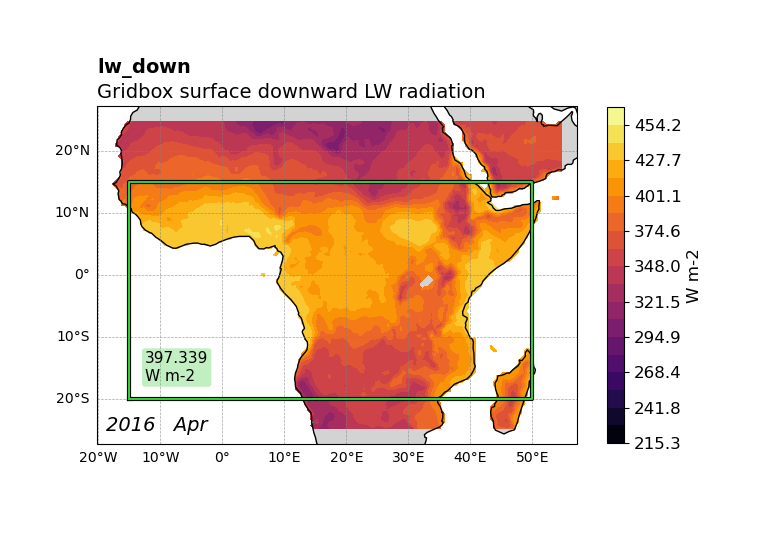 lw_down
Gridbox surface downward LW radiation
20°N
10°N
0°
10°S
20°S
20°W 10°W 0° 10°E 20°E 30°E 40°E 50°E
397.339
W m-2
2016 Apr
454.2
427.7
401.1
374.6
348.0
321.5
294.9
268.4
241.8
215.3
W m-2